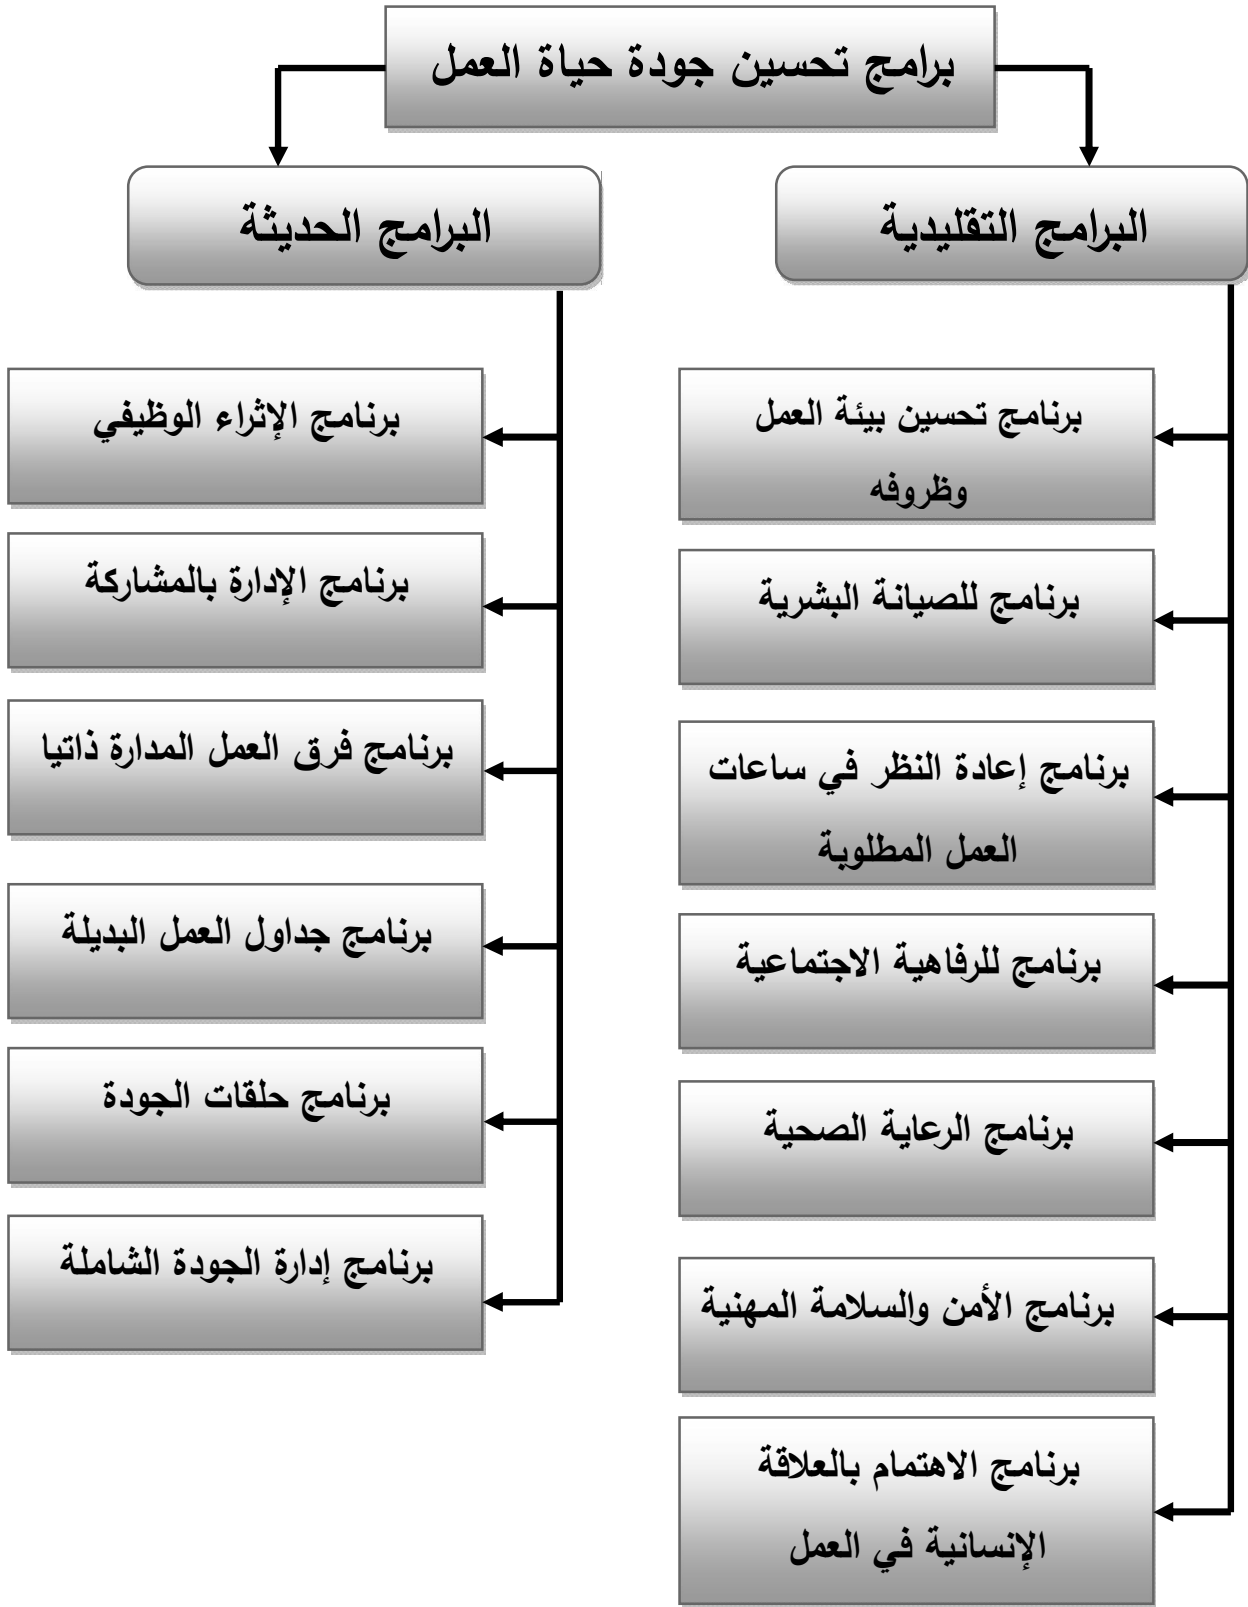 برامج تحسين جودة حياة العمل
البرامج التقليدية
برنامج تحسين بيئة العمل
وظروفه
برنامج للصيانة البشرية
برنامج إعادة النظر في ساعات
العمل المطلوبة
برنامج للرفاهية الاجتماعية
برنامج الرعاية الصحية
برنامج الأمن والسلامة المهنية
برنامج الاهتمام بالعلاقة
الإنسانية في العمل
البرامج الحديثة
برنامج الإثراء الوظيفي
برنامج الإدارة بالمشاركة
برنامج فرق العمل المدارة ذاتيا
برنامج جداول العمل البديلة
برنامج حلقات الجودة
برنامج إدارة الجودة الشاملة